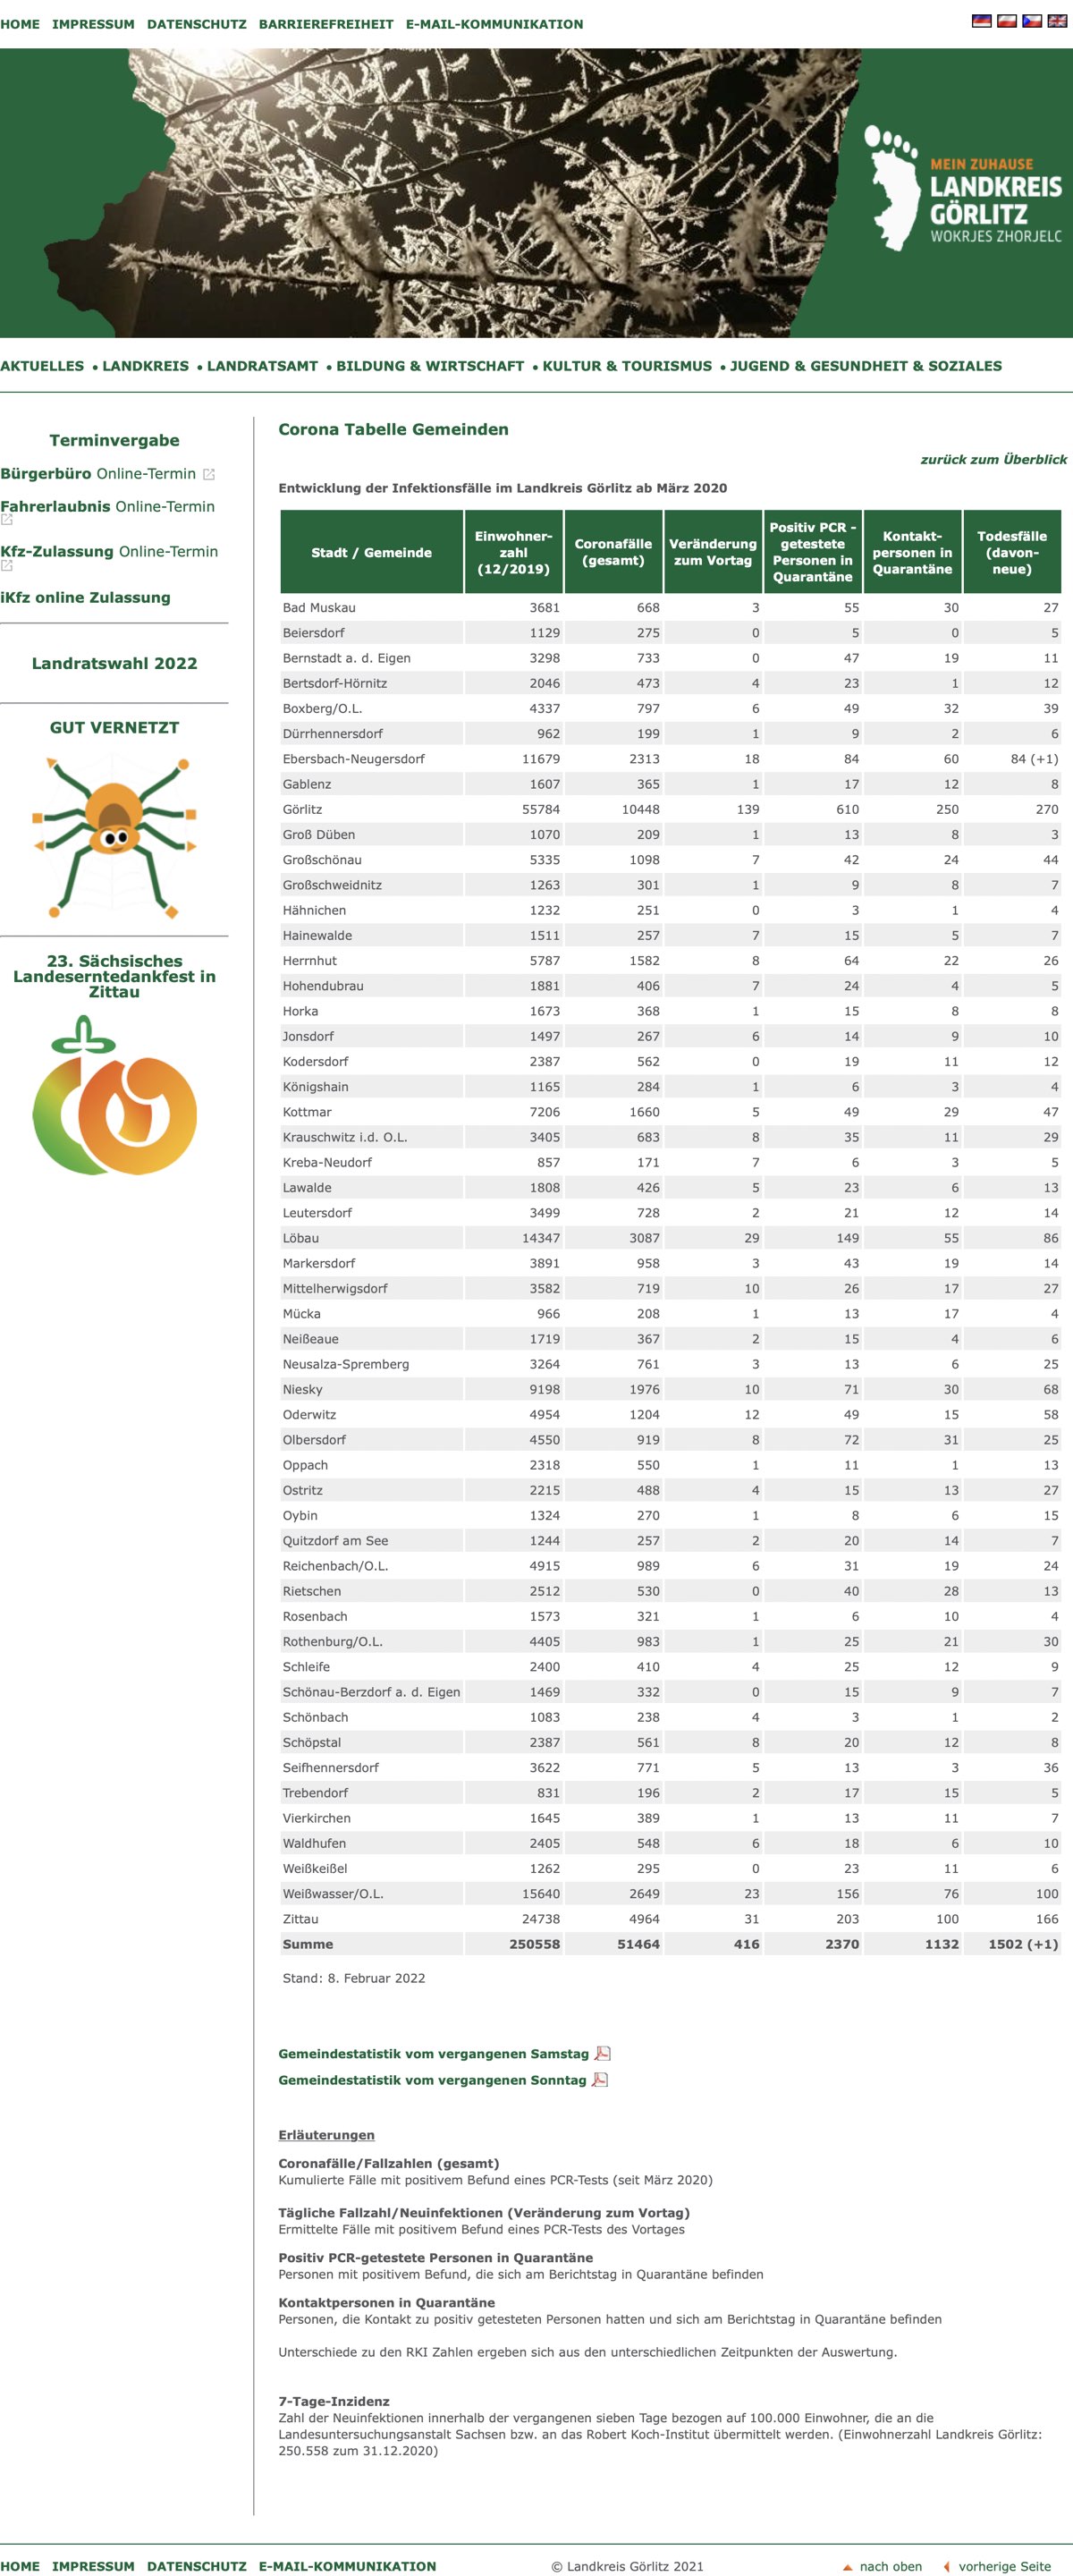 HOME IMPRESSUM DATENSCHUTZ BARRIEREFREIHEIT E-MAIL-KOMMUNIKATION
MEIN ZUHAUSE
LANDKREIS
GÖRLITZ
WOKRJES ZHORJELC
AKTUELLES • LANDKREIS • LANDRATSAMT • BILDUNG & WIRTSCHAFT • KULTUR & TOURISMUS • JUGEND & GESUNDHEIT & SOZIALES
Terminvergabe
Bürgerbüro Online-Termin
Fahrerlaubnis Online-Termin
Kfz-Zulassung Online-Termin
iKfz online Zulassung
Landratswahl 2022
GUT VERNETZT
23. Sächsisches
Landeserntedankfest in
Zittau
Corona Tabelle Gemeinden
zurück zum Überblick
Entwicklung der Infektionsfälle im Landkreis Görlitz ab März 2020
Stadt / Gemeinde Einwohner-zahl (12/2019) Coronafälle (gesamt) Veränderung zum Vortag Positiv PCR - getestete Personen in Quarantäne Kontakt-personen in Quarantäne Todesfälle (davon-neue)
Bad Muskau 3681 668 3 55 30 27
Beiersdorf 1129 275 0 5 0 5
Bernstadt a. d. Eigen 3298 733 0 47 19 11
Bertsdorf-Hörnitz 2046 473 4 23 1 12
Boxberg/O.L. 4337 797 6 49 32 39
Dürrhennersdorf 962 199 1 9 2 6
Ebersbach-Neugersdorf 11679 2313 18 84 60 84 (+1)
Gablenz 1607 365 1 17 12 8
Görlitz 55784 10448 139 610 250 270
Groß Düben 1070 209 1 13 8 3
Großschönau 5335 1098 7 42 24 44
Großschweidnitz 1263 301 1 9 8 7
Hähnichen 1232 251 0 3 1 4
Hainewalde 1511 257 7 15 5 7
Herrnhut 5787 1582 8 64 22 26
Hohendubrau 1881 406 7 24 4 5
Horka 1673 368 1 15 8 8
Jonsdorf 1497 267 6 14 9 10
Kodersdorf 2387 562 0 19 11 12
Königshain 1165 284 1 6 3 4
Kottmar 7206 1660 5 49 29 47
Krauschwitz i.d. O.L. 3405 683 8 35 11 29
Kreba-Neudorf 857 171 7 6 3 5
Lawalde 1808 426 5 23 6 13
Leutersdorf 3499 728 2 21 12 14
Löbau 14347 3087 29 149 55 86
Markersdorf 3891 958 3 43 19 14
Mittelherwigsdorf 3582 719 10 26 17 27
Mücka 966 208 1 13 17 4
Neißeaue 1719 367 2 15 4 6
Neusalza-Spremberg 3264 761 3 13 6 25
Niesky 9198 1976 10 71 30 68
Oderwitz 4954 1204 12 49 15 58
Olbersdorf 4550 919 8 72 31 25
Oppach 2318 550 1 11 1 13
Ostritz 2215 488 4 15 13 27
Oybin 1324 270 1 8 6 15
Quitzdorf am See 1244 257 2 20 14 7
Reichenbach/O.L. 4915 989 6 31 19 24
Rietschen 2512 530 0 40 28 13
Rosenbach 1573 321 1 6 10 4
Rothenburg/O.L. 4405 983 1 25 21 30
Schleife 2400 410 4 25 12 9
Schönau-Berzdorf a. d. Eigen 1469 332 0 15 9 7
Schönbach 1083 238 4 3 1 2
Schöpstal 2387 561 8 20 12 8
Seifhennersdorf 3622 771 5 13 3 36
Trebendorf 831 196 2 17 15 5
Vierkirchen 1645 389 1 13 11 7
Waldhufen 2405 548 6 18 6 10
Weißkeißel 1262 295 0 23 11 6
Weißwasser/O.L. 15640 2649 23 156 76 100
Zittau 24738 4964 31 203 100 166
Summe 250558 51464 416 2370 1132 1502 (+1)
Stand: 8. Februar 2022
Gemeindestatistik vom vergangenen Samstag
Gemeindestatistik vom vergangenen Sonntag
Erläuterungen
Coronafälle/Fallzahlen (gesamt)
Kumulierte Fälle mit positivem Befund eines PCR-Tests (seit März 2020)
Tägliche Fallzahl/Neuinfektionen (Veränderung zum Vortag)
Ermittelte Fälle mit positivem Befund eines PCR-Tests des Vortages
Positiv PCR-getestete Personen in Quarantäne
Personen mit positivem Befund, die sich am Berichtstag in Quarantäne befinden
Kontaktpersonen in Quarantäne
Personen, die Kontakt zu positiv getesteten Personen hatten und sich am Berichtstag in Quarantäne befinden
Unterschiede zu den RKI Zahlen ergeben sich aus den unterschiedlichen Zeitpunkten der Auswertung.
7-Tage-Inzidenz
Zahl der Neuinfektionen innerhalb der vergangenen sieben Tage bezogen auf 100.000 Einwohner, die an die
Landesuntersuchungsanstalt Sachsen bzw. an das Robert Koch-Institut übermittelt werden. (Einwohnerzahl Landkreis Görlitz:
250.558 zum 31.12.2020)
HOME IMPRESSUM DATENSCHUTZ E-MAIL-KOMMUNIKATION © Landkreis Görlitz 2021 nach oben vorherige Seite